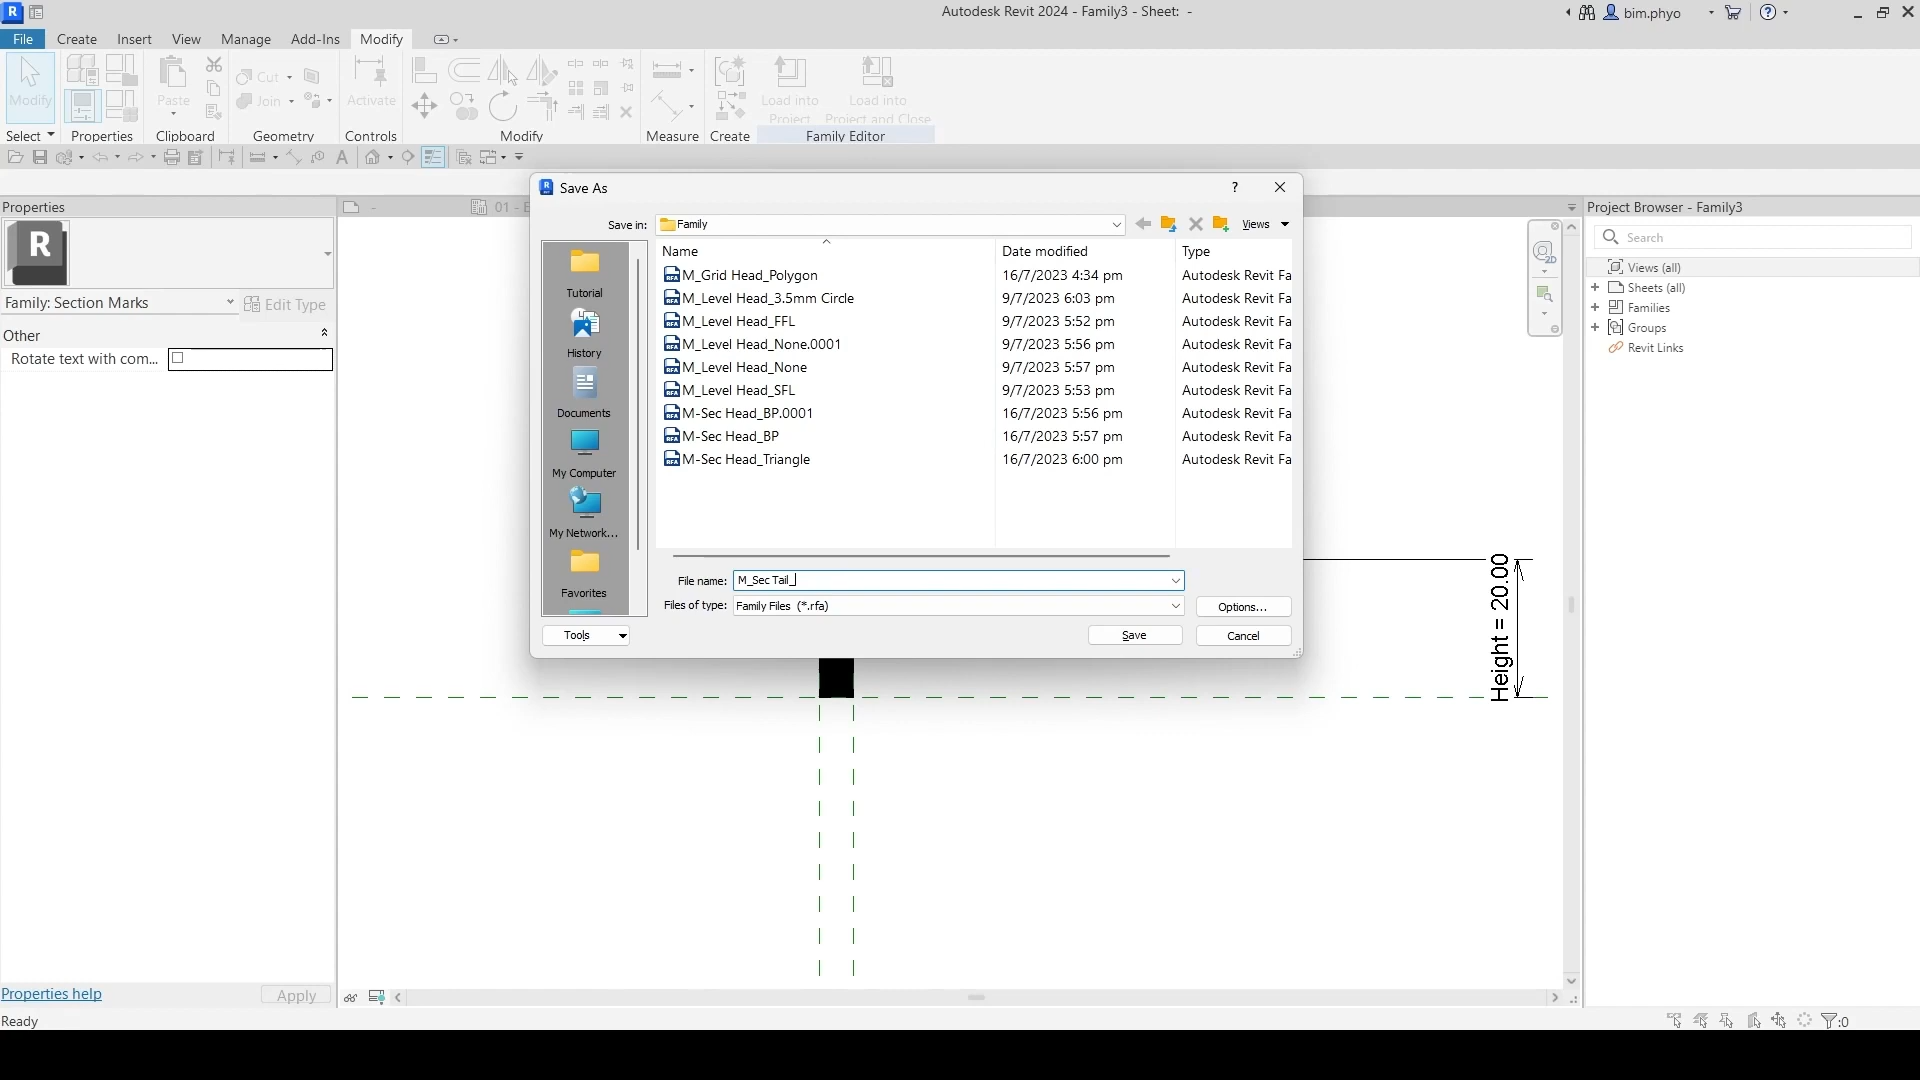 R
Autodesk Revit 2024 - Family3 - Sheet: -
bim.phyo
File Create Insert View Manage Add-Ins Modify
Modify
Paste
Cut
Join
Activate
Load into
Project
Load into
Project and Close
Select Properties Clipboard Geometry Controls Modify Measure Create Family Editor
Properties
R
Family: Section Marks
Edit Type
Other
Rotate text with com...
Properties help
Apply
Ready
-
01 - E
R
Save As
?
Save in:
Family
Views
Tutorial
History
Documents
My Computer
My Network...
Favorites
Tools
Name Date modified Type
M_Grid Head_Polygon 16/7/2023 4:34 pm Autodesk Revit Fa
M_Level Head_3.5mm Circle 9/7/2023 6:03 pm Autodesk Revit Fa
M_Level Head_FFL 9/7/2023 5:52 pm Autodesk Revit Fa
M_Level Head_None.0001 9/7/2023 5:56 pm Autodesk Revit Fa
M_Level Head_None 9/7/2023 5:57 pm Autodesk Revit Fa
M_Level Head_SFL 9/7/2023 5:53 pm Autodesk Revit Fa
M-Sec Head_BP.0001 16/7/2023 5:56 pm Autodesk Revit Fa
M-Sec Head_BP 16/7/2023 5:57 pm Autodesk Revit Fa
M-Sec Head_Triangle 16/7/2023 6:00 pm Autodesk Revit Fa
File name: M_Sec Tail_
Files of type: Family Files (*.rfa)
Options...
Save
Cancel
Height = 20.00
2D
Project Browser - Family3
Search
Views (all)
Sheets (all)
Families
Groups
Revit Links
:0